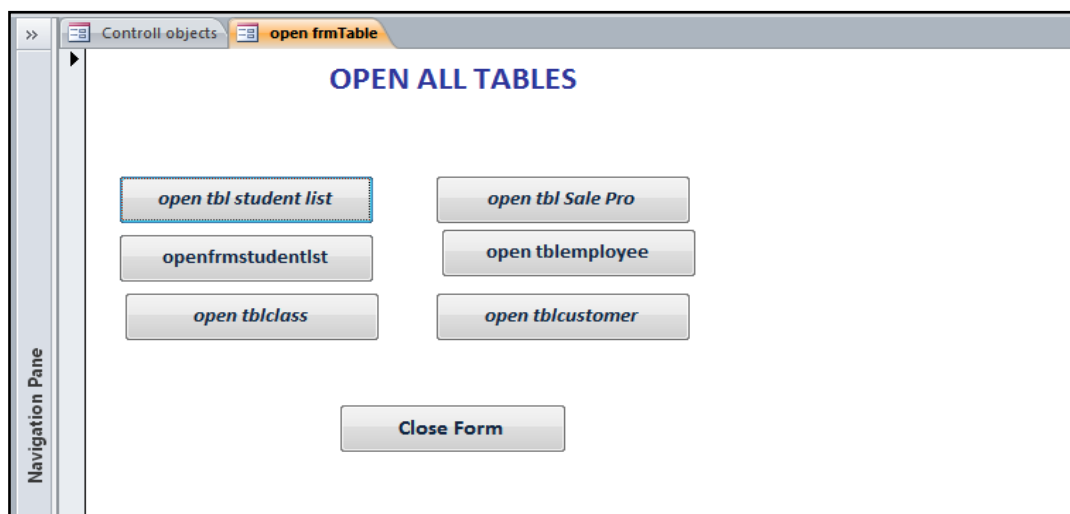 Controll objects open frmTable
OPEN ALL TABLES
open tbl student list open tbl Sale Pro
openfrmstudentlst open tblemployee
open tblclass open tblcustomer
Close Form
Navigation Pane